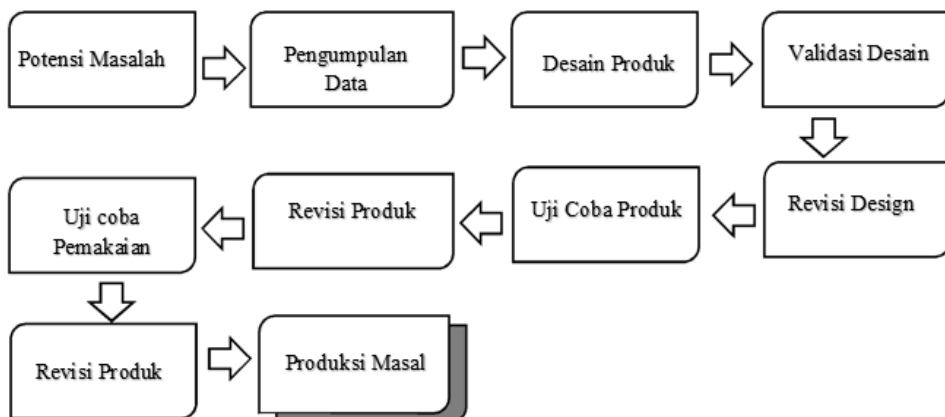 Potensi Masalah
Pengumpulan
Data
Desain Produk
Validasi Desain
Revisi Design
Uji Coba Produk
Revisi Produk
Uji coba
Pemakaian
Revisi Produk
Produksi Masal